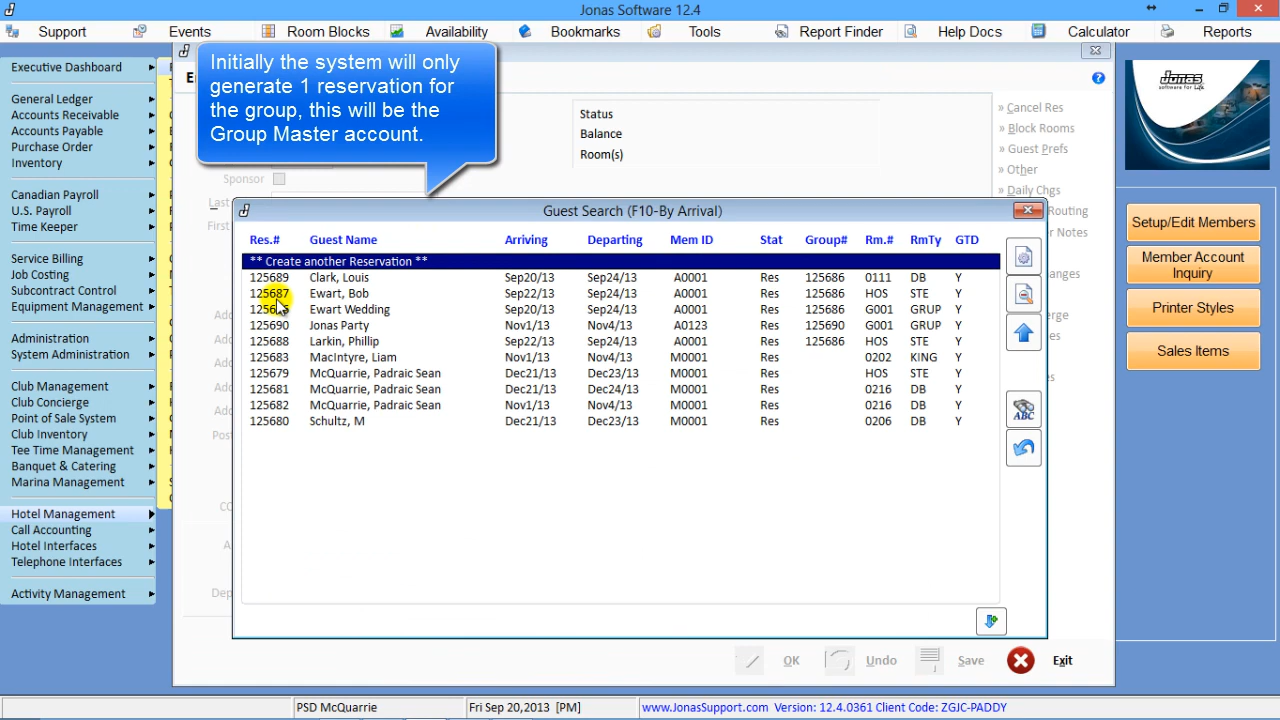 Jonas Software 12.4
Support Events Room Blocks Availability Bookmarks Tools Report Finder Help Docs Calculator Reports
Initially the system will only
generate 1 reservation for
the group, this will be the
Group Master account.
Executive Dashboard
General Ledger
Accounts Receivable
Accounts Payable
Purchase Order
Inventory
Canadian Payroll
U.S. Payroll
Time Keeper
Service Billing
Job Costing
Subcontract Control
Equipment Management
Administration
System Administration
Club Management
Club Concierge
Point of Sale System
Club Inventory
Tee Time Management
Banquet & Catering
Marina Management
Hotel Management
Call Accounting
Hotel Interfaces
Telephone Interfaces
Activity Management
Status
Balance
Room(s)
Sponsor
» Cancel Res
» Block Rooms
» Guest Prefs
» Other
» Daily Chgs
Routing
Notes
Guest Search (F10-By Arrival)
Res.# Guest Name Arriving Departing Mem ID Stat Group# Rm.# RmTy GTD
** Create another Reservation **
125689 Clark, Louis Sep20/13 Sep24/13 A0001 Res 125686 0111 DB Y
125687 Ewart, Bob Sep22/13 Sep24/13 A0001 Res 125686 HOS STE Y
Ewart Wedding Sep20/13 Sep24/13 A0001 Res 125686 G001 GRUP Y
125690 Jonas Party Nov1/13 Nov4/13 A0123 Res 125690 G001 GRUP Y
125688 Larkin, Phillip Sep22/13 Sep24/13 A0001 Res 125686 HOS STE Y
125683 MacIntyre, Liam Nov1/13 Nov4/13 M0001 Res 0202 KING Y
125679 McQuarrie, Padraic Sean Dec21/13 Dec23/13 M0001 Res HOS STE Y
125681 McQuarrie, Padraic Sean Dec21/13 Dec24/13 M0001 Res 0216 DB Y
125682 McQuarrie, Padraic Sean Nov1/13 Nov4/13 M0001 Res 0216 DB Y
125680 Schultz, M Dec21/13 Dec23/13 M0001 Res 0206 DB Y
ABC
OK Undo Save Exit
Jonas
software for Life
Setup/Edit Members
Member Account
Inquiry
Printer Styles
Sales Items
PSD McQuarrie Fri Sep 20,2013 [PM] www.JonasSupport.com Version: 12.4.0361 Client Code: ZGJC-PADDY